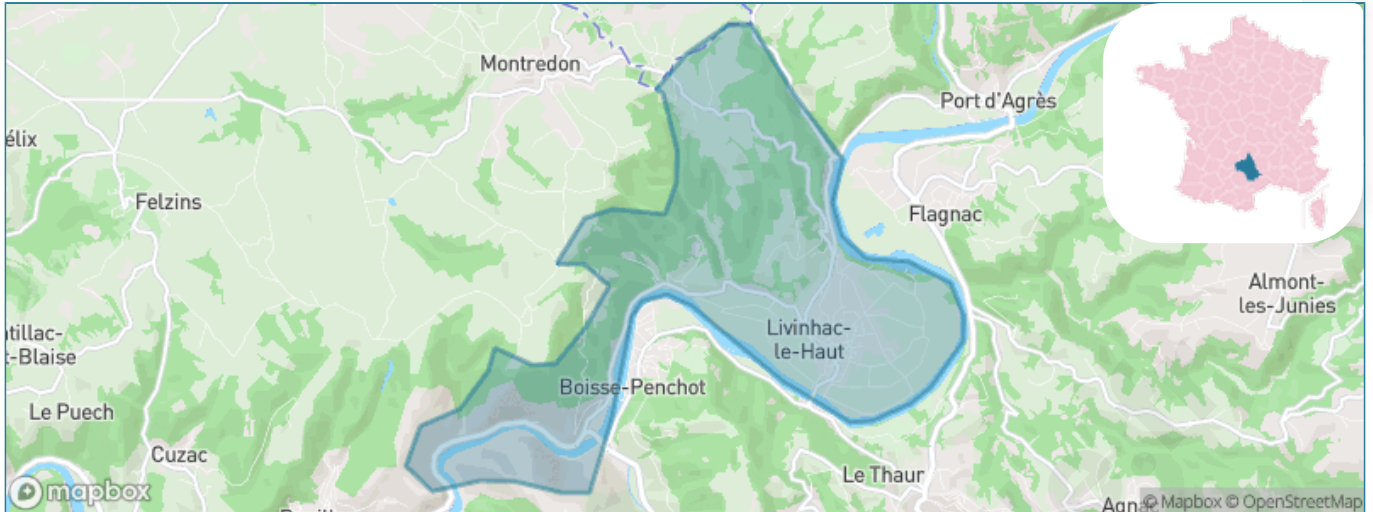 Montredon
Port d'Agrès
élix
Felzins
Flagnac
Almont-
les-Junies
Livinhac-
le-Haut
tillac-
t-Blaise
Boisse-Penchot
Le Puech
Cuzac
Le Thaur
mapbox
Agnac
© Mapbox © OpenStreetMap